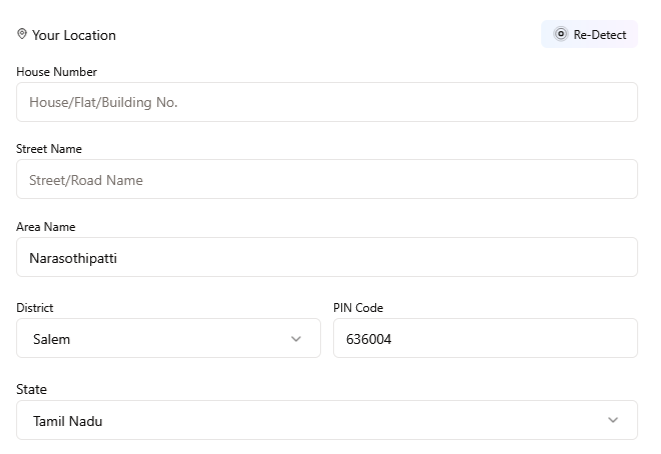 Your Location
Re-Detect
House Number
House/Flat/Building No.
Street Name
Street/Road Name
Area Name
Narasothipatti
District
PIN Code
Salem
636004
State
Tamil Nadu